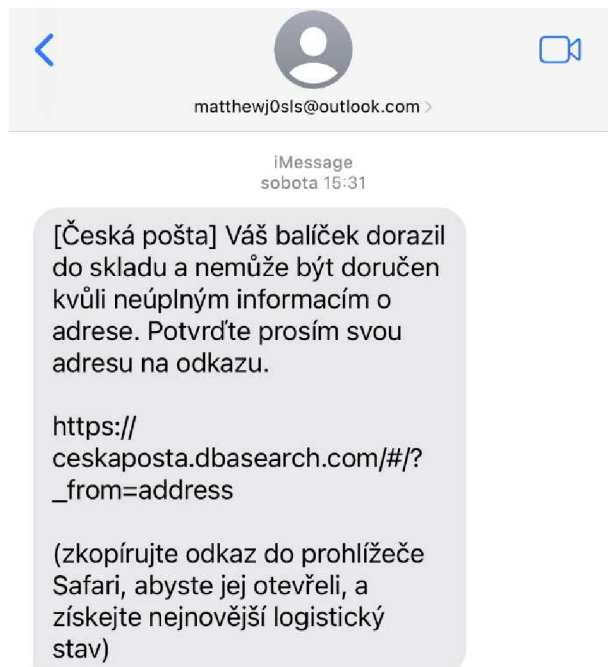 matthewj0sls@outlook.com
iMessage
sobota 15:31
[Česká pošta] Váš balíček dorazil
do skladu a nemůže být doručen
kvůli neúplným informacím o
adrese. Potvrďte prosím svou
adresu na odkazu.
https://
ceskaposta.dbasearch.com/#/?
_from=address
(zkopírujte odkaz do prohlížeče
Safari, abyste jej otevřeli, a
získejte nejnovější logistický
stav)